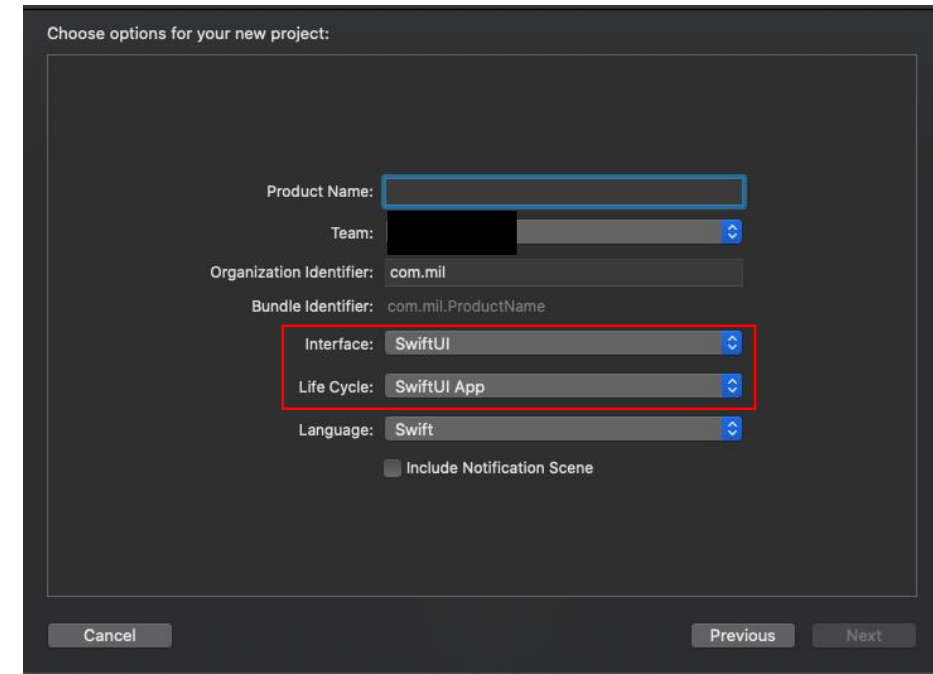 Choose options for your new project:
Product Name:
Team:
Organization Identifier: com.mil
Bundle Identifier: com.mil.ProductName
Interface: SwiftUI
Life Cycle: SwiftUI App
Language: Swift
Include Notification Scene
Cancel Previous Next